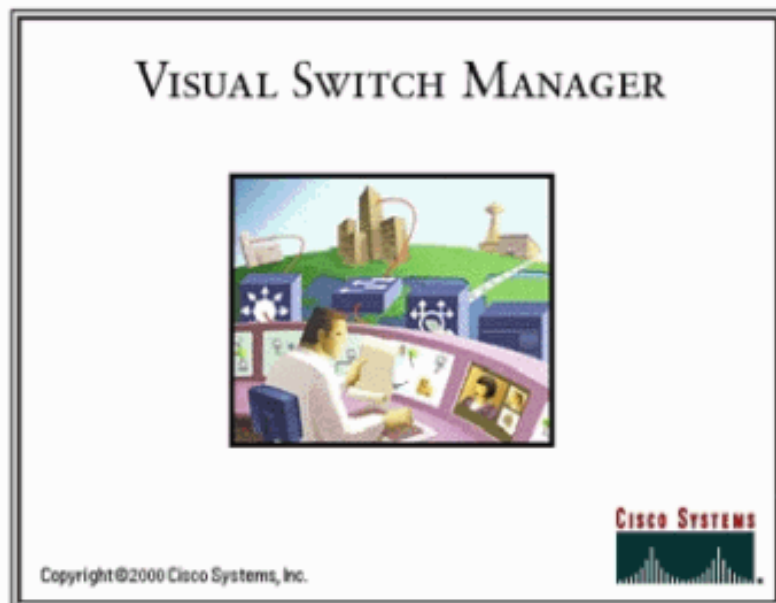 VISUAL SWITCH MANAGER
CISCO SYSTEMS
Copyright©2000 Cisco Systems, Inc.